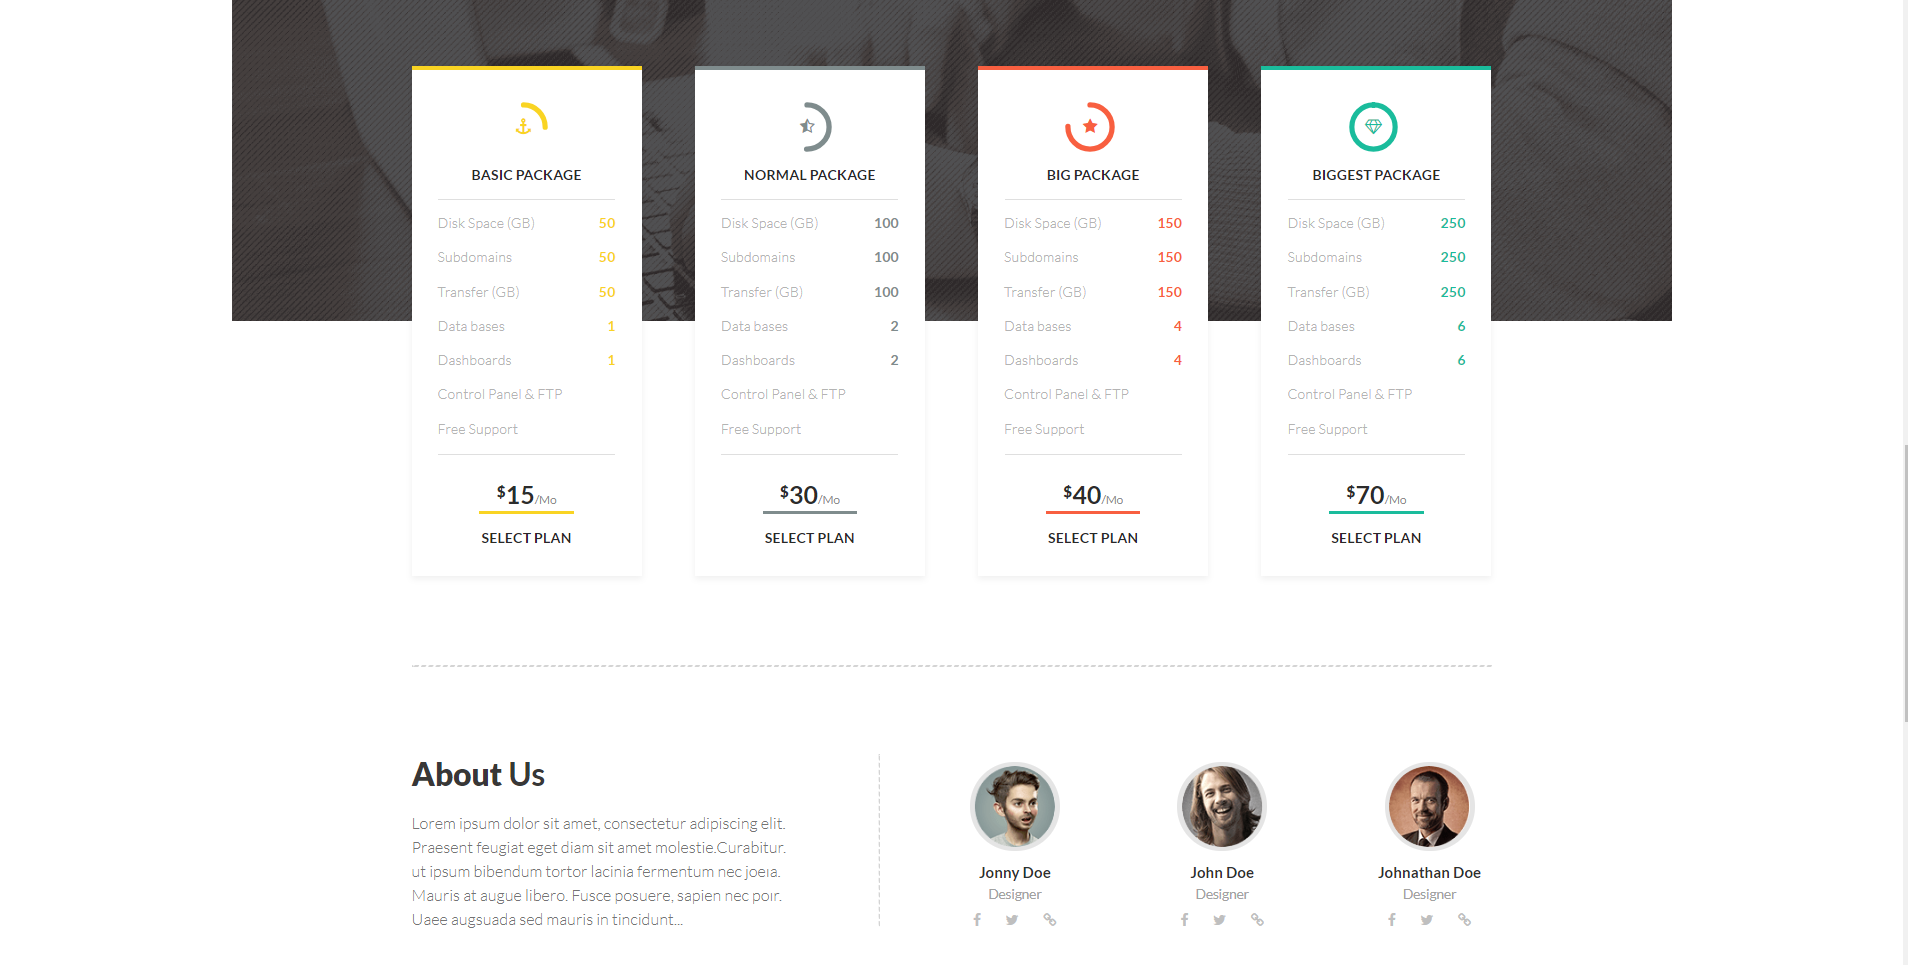 BASIC PACKAGE
Disk Space (GB) 50
Subdomains 50
Transfer (GB) 50
Data bases 1
Dashboards 1
Control Panel & FTP
Free Support
$15/Mo
SELECT PLAN
NORMAL PACKAGE
Disk Space (GB) 100
Subdomains 100
Transfer (GB) 100
Data bases 2
Dashboards 2
Control Panel & FTP
Free Support
$30/Mo
SELECT PLAN
BIG PACKAGE
Disk Space (GB) 150
Subdomains 150
Transfer (GB) 150
Data bases 4
Dashboards 4
Control Panel & FTP
Free Support
$40/Mo
SELECT PLAN
BIGGEST PACKAGE
Disk Space (GB) 250
Subdomains 250
Transfer (GB) 250
Data bases 6
Dashboards 6
Control Panel & FTP
Free Support
$70/Mo
SELECT PLAN
About Us
Lorem ipsum dolor sit amet, consectetur adipiscing elit.
Praesent feugiat eget diam sit amet molestie.Curabitur.
ut ipsum bibendum tortor lacinia fermentum nec joeia.
Mauris at augue libero. Fusce posuere, sapien nec poir.
Uaee augsuada sed mauris in tincidunt...
Jonny Doe
Designer
John Doe
Designer
Johnathan Doe
Designer